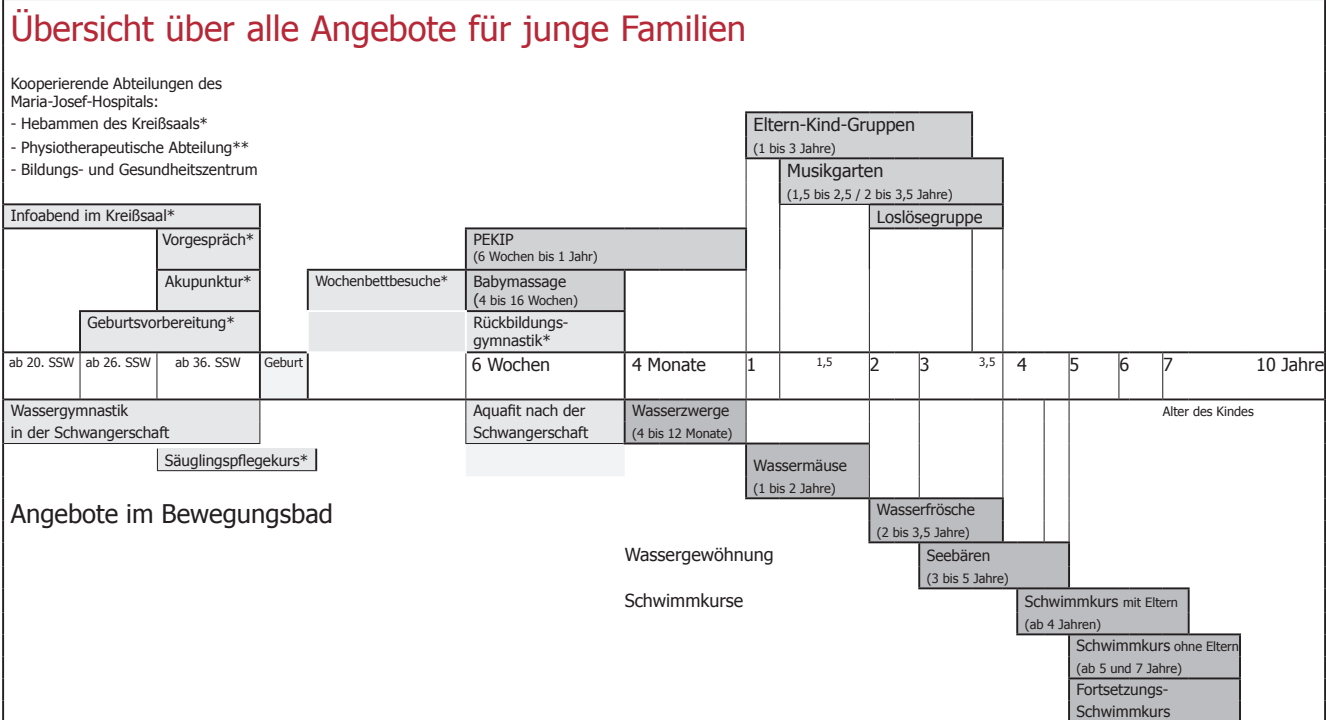 Übersicht über alle Angebote für junge Familien
Kooperierende Abteilungen des
Maria-Josef-Hospitals:
- Hebammen des Kreißsaals*
- Physiotherapeutische Abteilung**
- Bildungs- und Gesundheitszentrum
Eltern-Kind-Gruppen
(1 bis 3 Jahre)
Musikgarten
(1,5 bis 2,5 / 2 bis 3,5 Jahre)
Infoabend im Kreißsaal*
Loslösegruppe
Vorgespräch*
PEKIP
(6 Wochen bis 1 Jahr)
Akupunktur*
Wochenbettbesuche*
Babymassage
(4 bis 16 Wochen)
Geburtsvorbereitung*
Rückbildungs-
gymnastik*
ab 20. SSW ab 26. SSW ab 36. SSW Geburt 6 Wochen 4 Monate 1 1,5 2 3 3,5 4 5 6 7 10 Jahre
Wassergymnastik
in der Schwangerschaft
Aquafit nach der
Schwangerschaft
Wasserzwerge
(4 bis 12 Monate)
Alter des Kindes
Säuglingspflegekurs*
Wassermäuse
(1 bis 2 Jahre)
Angebote im Bewegungsbad
Wasserfrösche
(2 bis 3,5 Jahre)
Wassergewöhnung
Seebären
(3 bis 5 Jahre)
Schwimmkurse
Schwimmkurs mit Eltern
(ab 4 Jahren)
Schwimmkurs ohne Eltern
(ab 5 und 7 Jahre)
Fortsetzungs-
Schwimmkurs